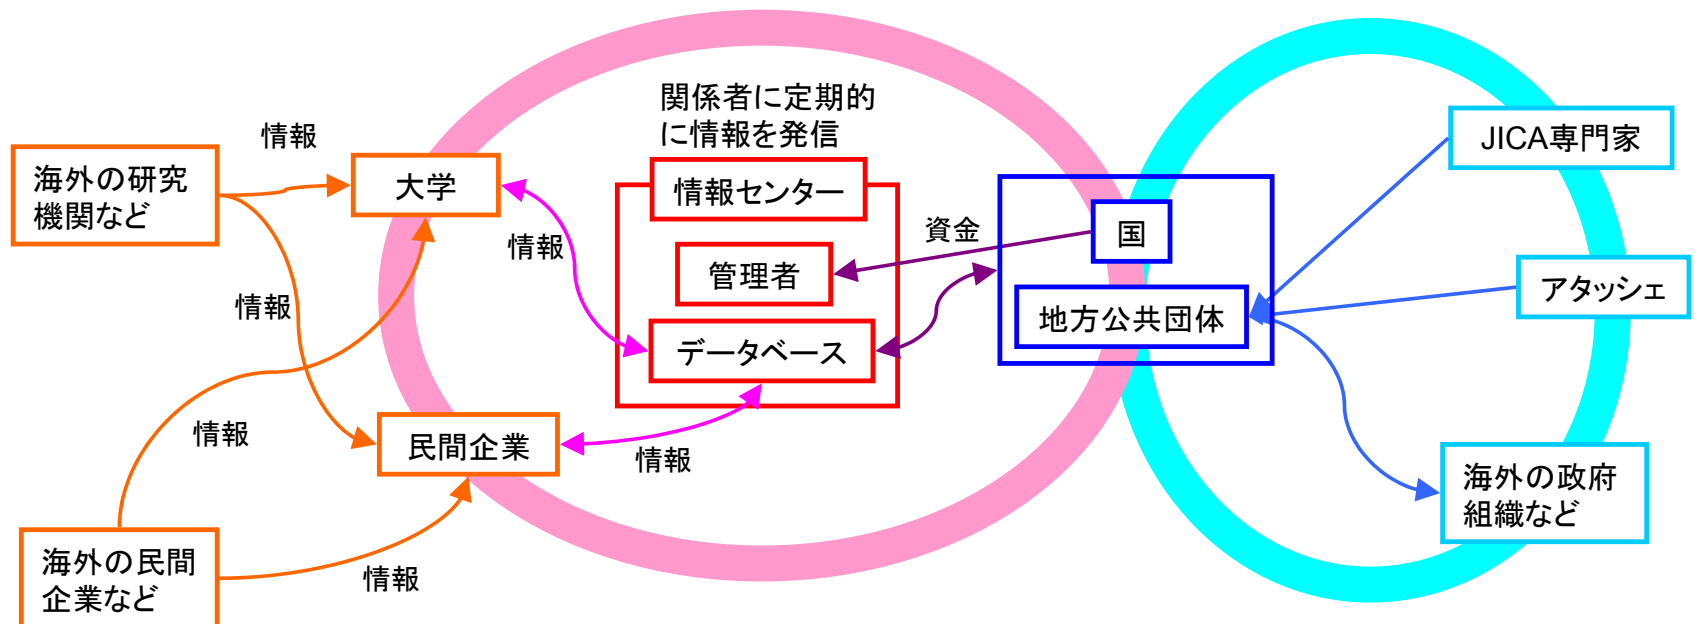 関係者に定期的
に情報を発信
情報
海外の研究
機関など
大学
情報センター
JICA専門家
情報
資金
国
管理者
アタッシェ
情報
地方公共団体
データベース
情報
民間企業
情報
海外の政府
組織など
海外の民間
企業など
情報